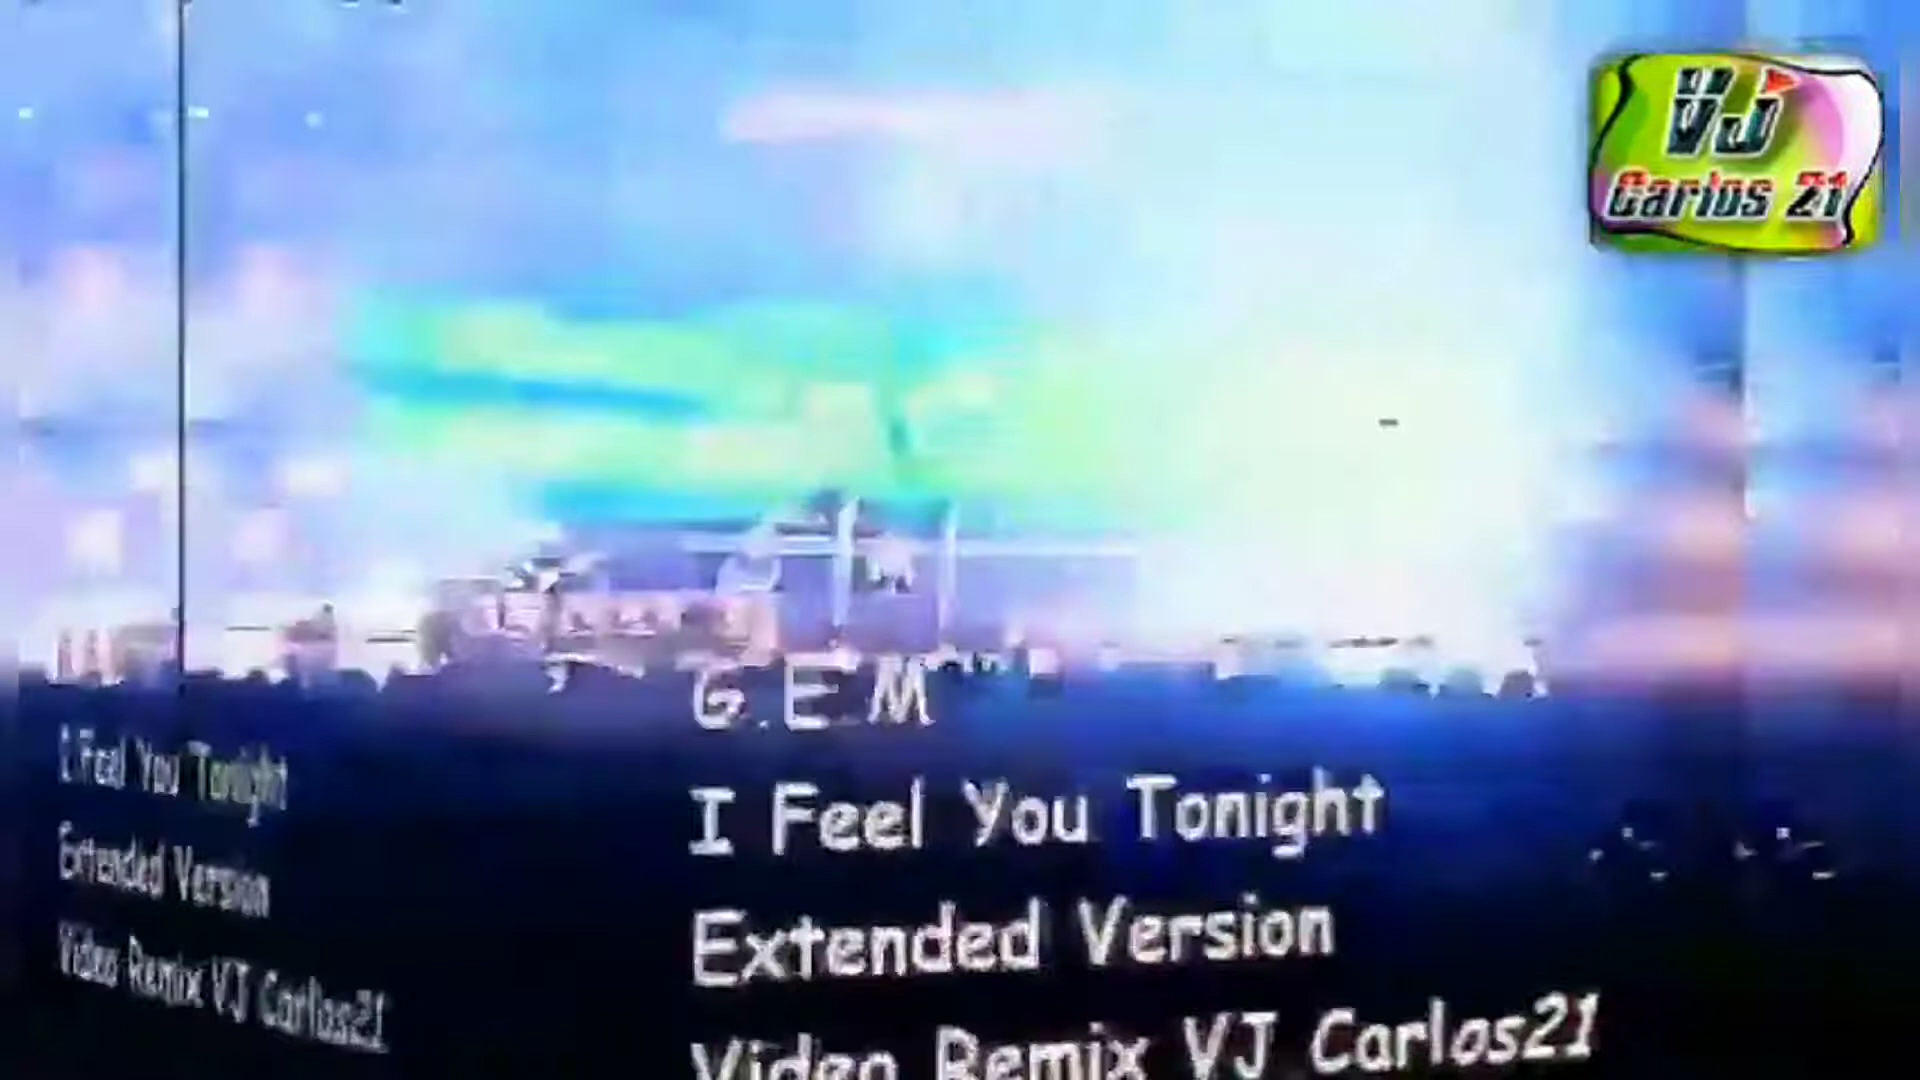 VJ
Carlos 21
G.E.M
I Feel You Tonight
Extended Version
Video Remix VJ Carlos21
I Feel You Tonight
Extended Version
Video Remix VJ Carlos21